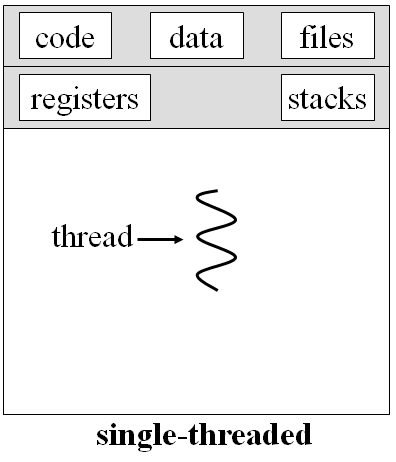 code data files
registers stacks
thread
single-threaded